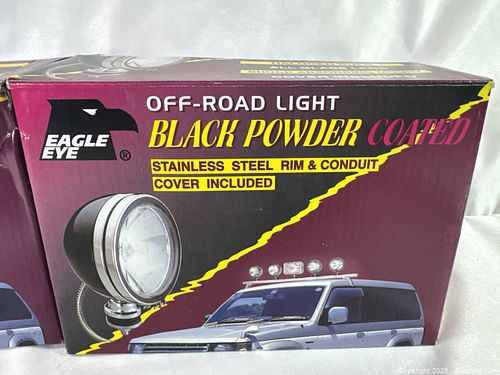 OFF-ROAD LIGHT
EAGLE
EYE ®
BLACK POWDER COATED
STAINLESS STEEL RIM & CONDUIT
COVER INCLUDED